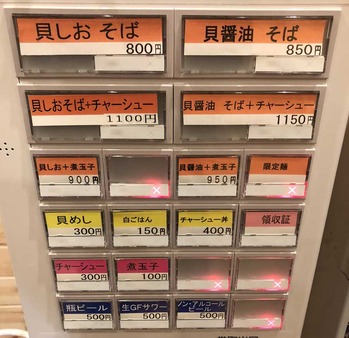 貝しお そば
800円
貝醤油 そば
850円
貝しおそば+チャーシュー
1100円
貝醤油 そば+チャーシュー
1150円
貝しお+煮玉子
900円
貝醤油+煮玉子
950円
限定麺
貝めし
300円
白ごはん
150円
チャーシュー丼
400円
領収証
チャーシュー
300円
煮玉子
100円
瓶ビール
500円
生GFサワー
500円
ノン・アルコール
ビール
500円